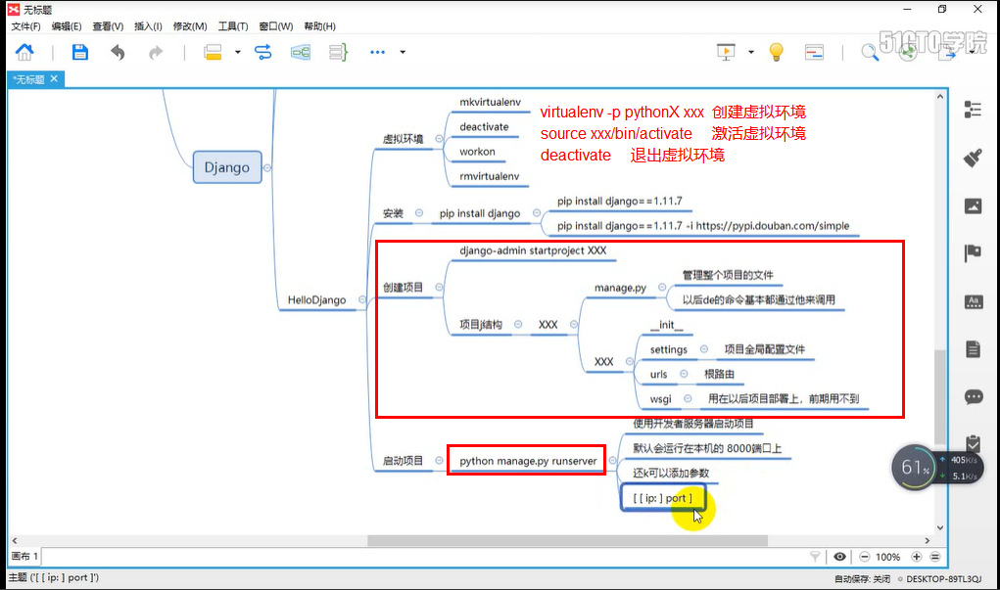 无标题
文件(F) 编辑(E) 查看(V) 插入(I) 修改(M) 工具(T) 窗口(W) 帮助(H)
51CTO学院
*无标题
mkvirtualenv
deactivate
虚拟环境
workon
rmvirtualenv
virtualenv -p pythonX xxx 创建虚拟环境
source xxx/bin/activate 激活虚拟环境
deactivate 退出虚拟环境
Django
安装
pip install django
pip install django==1.11.7
pip install django==1.11.7 -i https://pypi.douban.com/simple
HelloDjango
创建项目
django-admin startproject XXX
项目j结构
XXX
manage.py
管理整个项目的文件
以后de的命令基本都通过他来调用
XXX
__init__
settings
项目全局配置文件
urls
根路由
wsgi
用在以后项目部署上，前期用不到
启动项目
python manage.py runserver
使用开发者服务器启动项目
默认会运行在本机的 8000端口上
还k可以添加参数
[ [ ip: ] port ]
Aa
61%
405K/s
5.1K/s
画布 1
100%
主题 ('[ [ ip: ] port ]')
自动保存: 关闭
DESKTOP-89TL3QJ